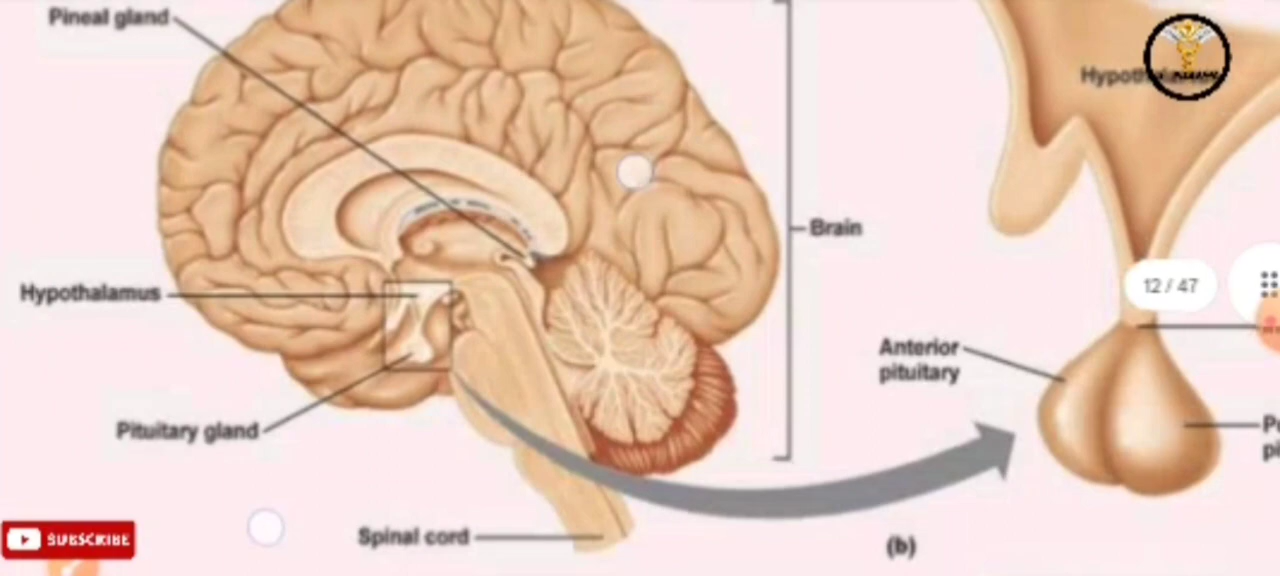 Pineal gland
Hypothalamus
Brain
Hypothalamus
12 / 47
Anterior
pituitary
Pituitary gland
Spinal cord
(b)
SUBSCRIBE